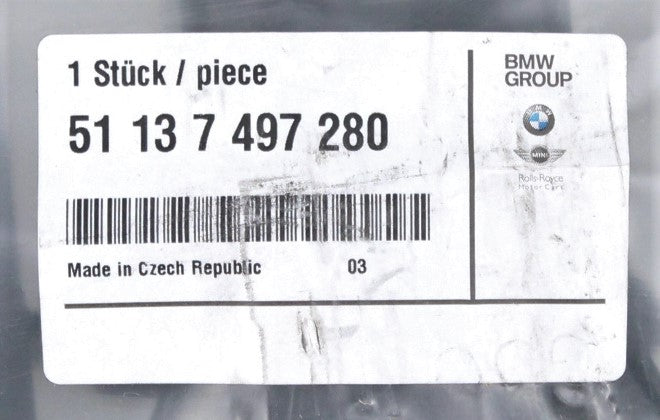 1 Stück / piece
51 13 7 497 280
Made in Czech Republic 03
BMW
GROUP
BMW
MINI
Rolls-Royce
Motor Cars